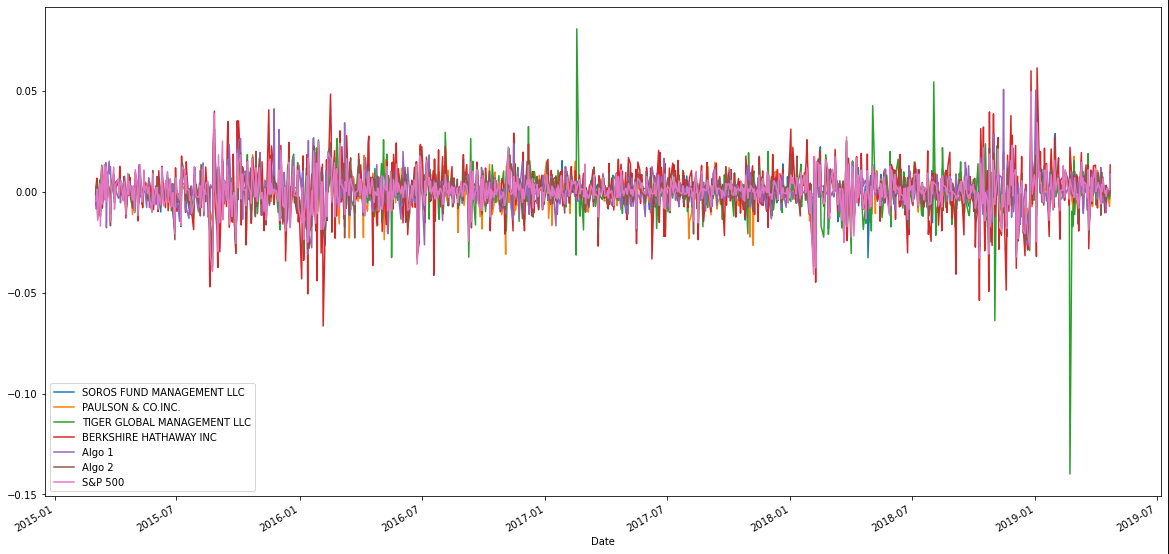 0.05
0.00
−0.05
−0.10
−0.15
SOROS FUND MANAGEMENT LLC
PAULSON & CO.INC.
TIGER GLOBAL MANAGEMENT LLC
BERKSHIRE HATHAWAY INC
Algo 1
Algo 2
S&P 500
2015-01
2015-07
2016-01
2016-07
2017-01
2017-07
2018-01
2018-07
2019-01
2019-07
Date